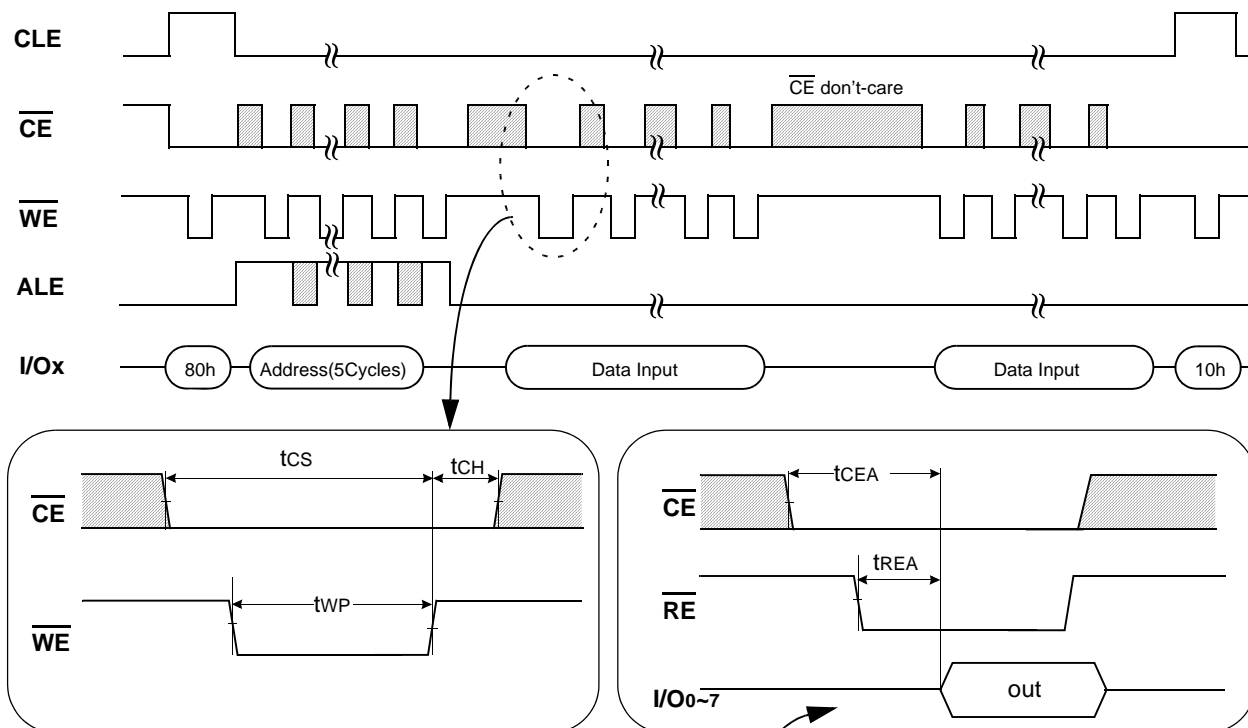 CLE
CE don't-care
CE
WE
ALE
I/Ox
80h
Address(5Cycles)
Data Input
Data Input
10h
tCS
tCH
CE
tWP
WE
tCEA
CE
tREA
RE
I/O0~7
out